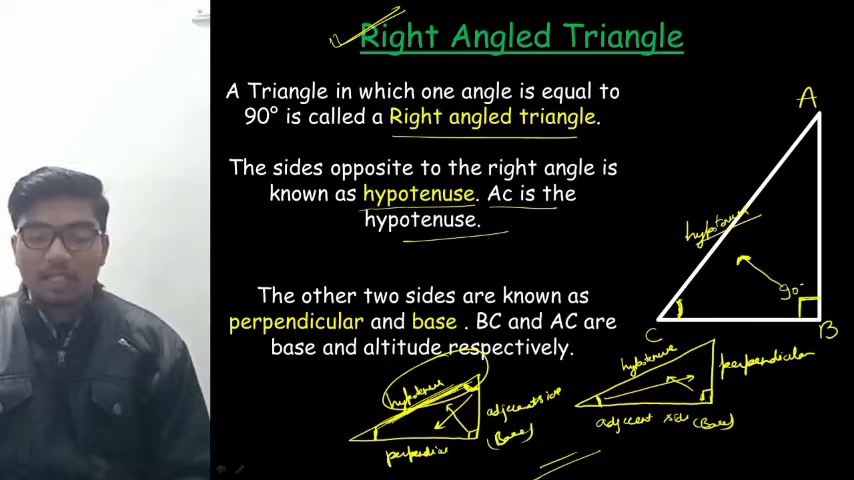 Right Angled Triangle
A Triangle in which one angle is equal to
90° is called a Right angled triangle.
The sides opposite to the right angle is
known as hypotenuse. Ac is the
hypotenuse.
The other two sides are known as
perpendicular and base . BC and AC are
base and altitude respectively.
A
hypotenuse
90°
C
B
hypotenuse
adjacent side
(Base)
perpendicu
hypotenuse
perpendicular
adjacent side (Base)